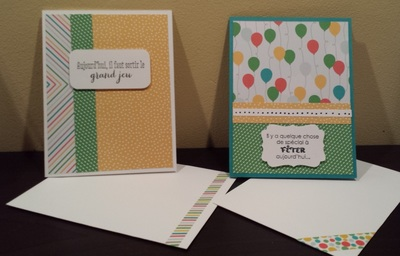 Aujourd'hui, il faut sortir le
grand jeu
Il y a quelque chose
de spécial à
FÊTER
aujourd'hui...